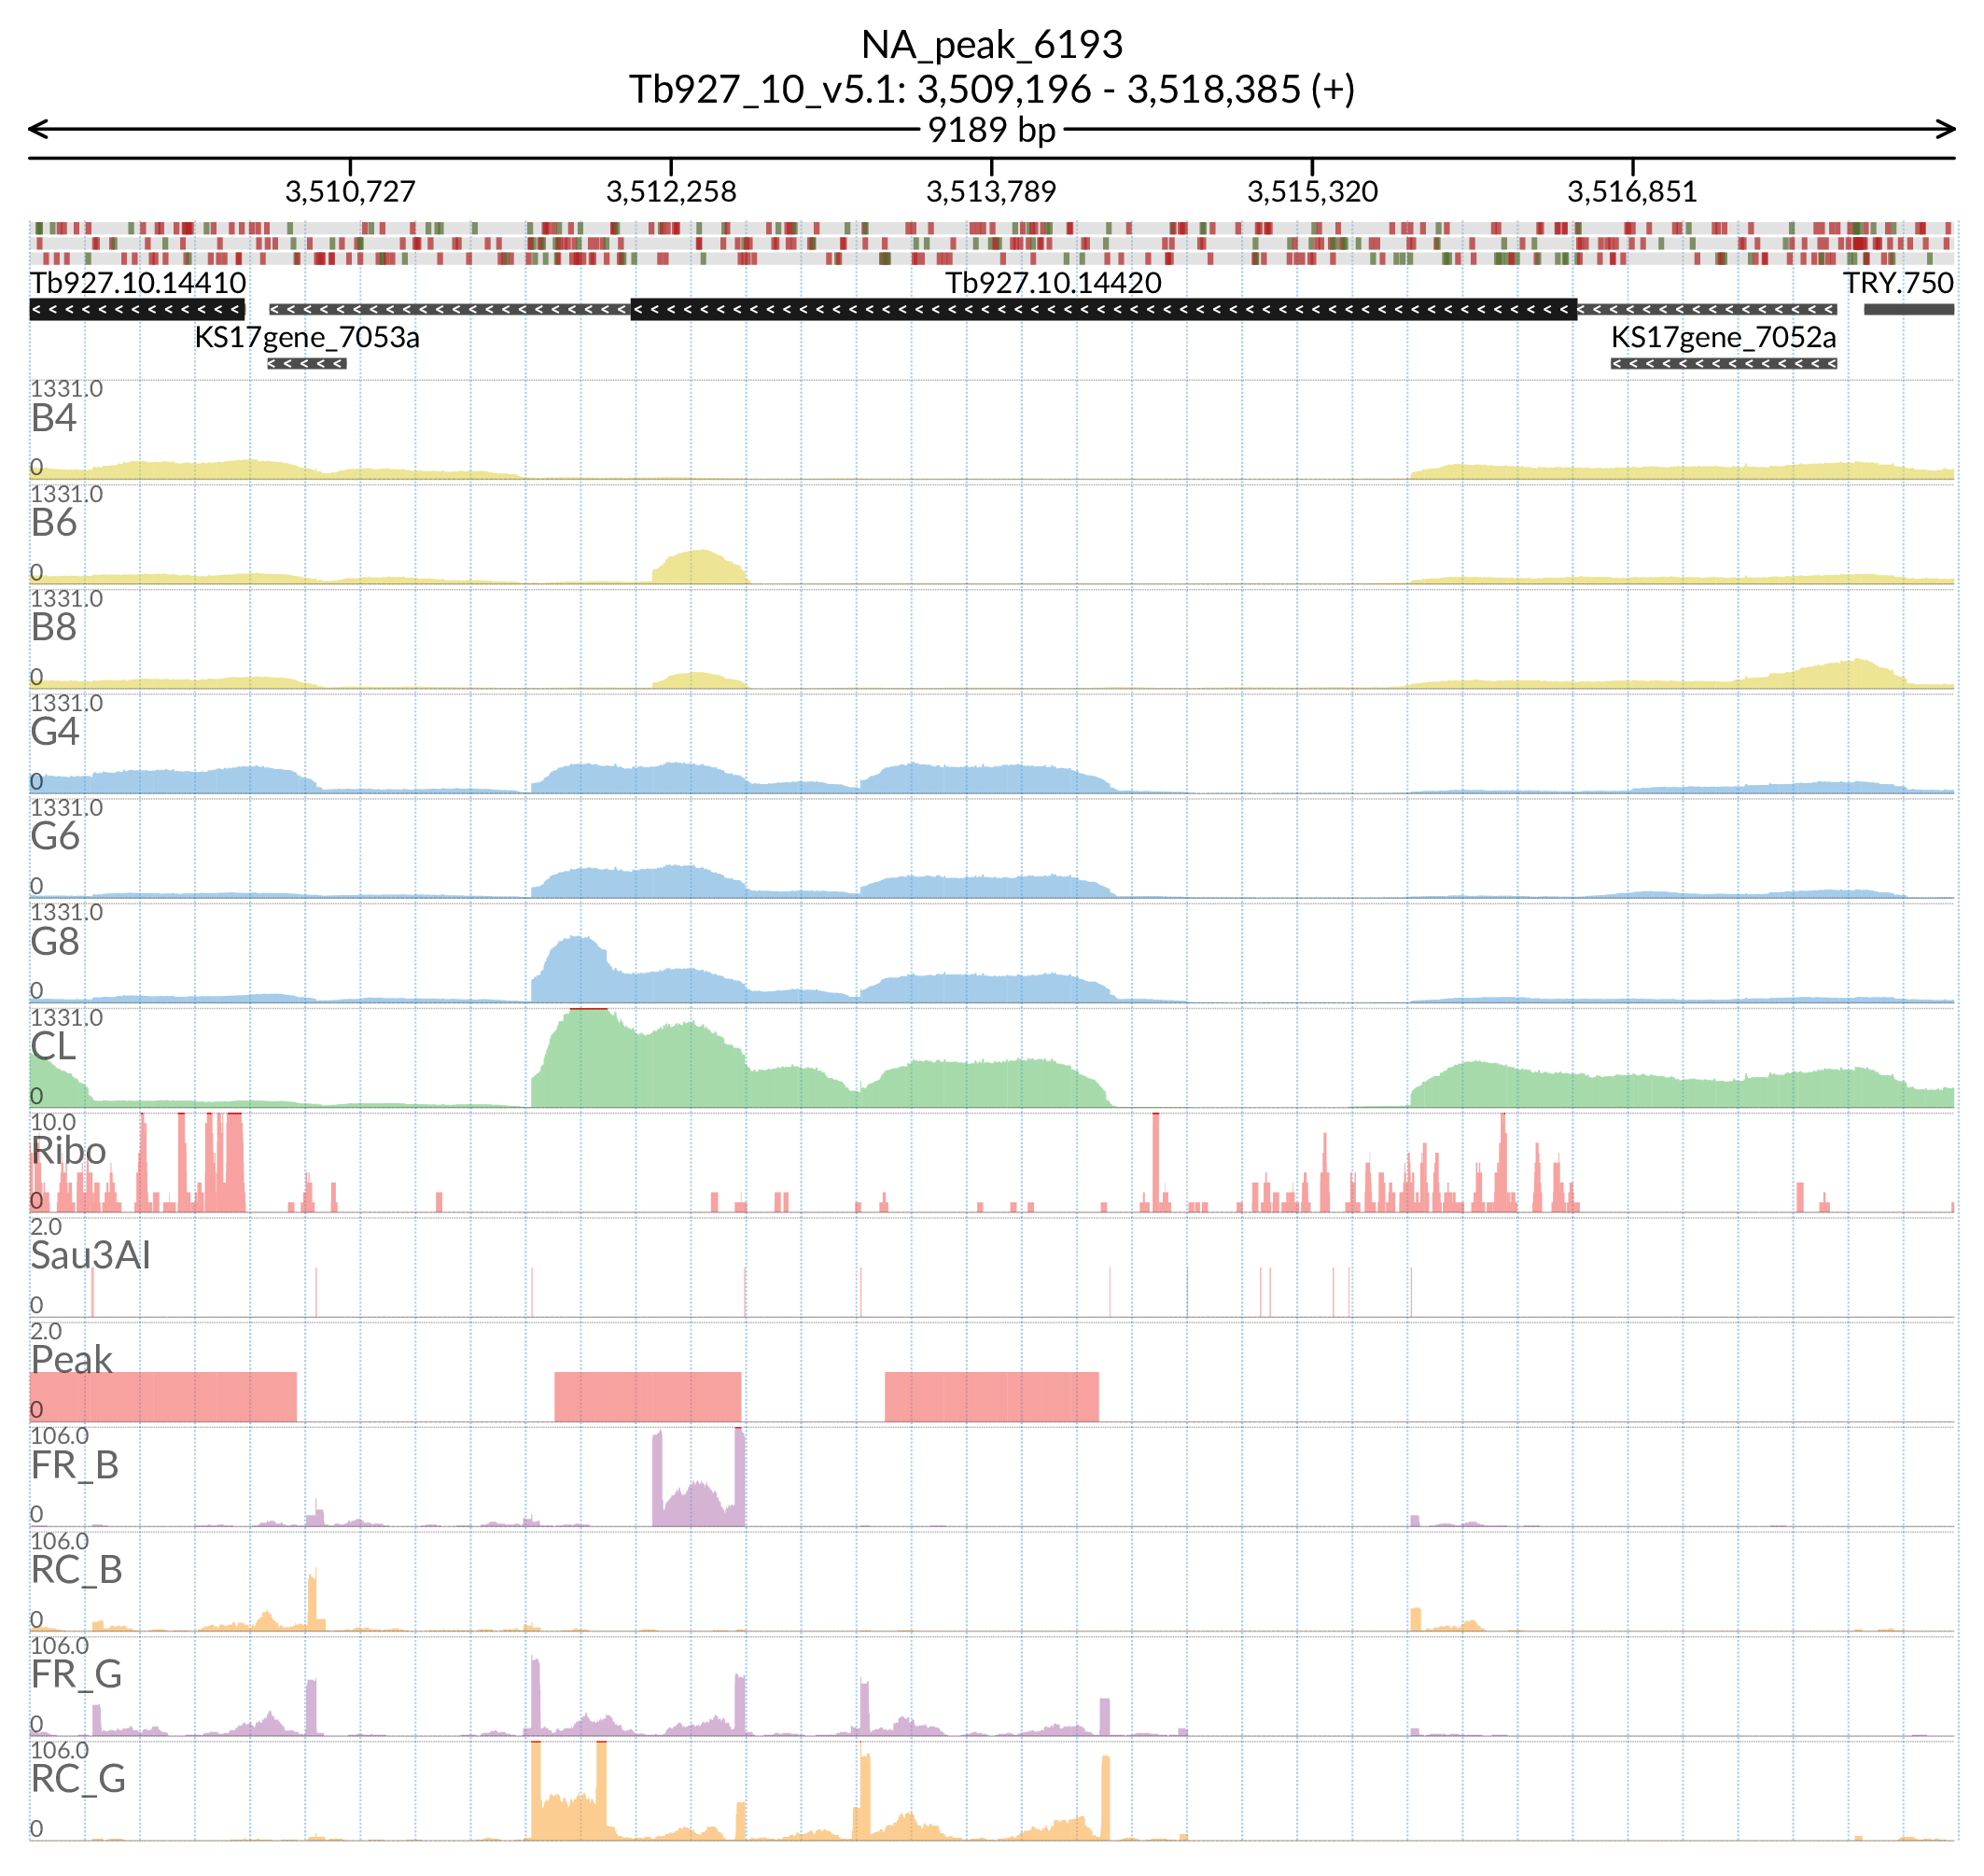 NA_peak_6193
Tb927_10_v5.1: 3,509,196 - 3,518,385 (+)
9189 bp
3,510,727 3,512,258 3,513,789 3,515,320 3,516,851
Tb927.10.14410 Tb927.10.14420 TRY.750
KS17gene_7053a KS17gene_7052a
1331.0
B4
0
1331.0
B6
0
1331.0
B8
0
1331.0
G4
0
1331.0
G6
0
1331.0
G8
0
1331.0
CL
0
10.0
Ribo
0
2.0
Sau3AI
0
2.0
Peak
0
106.0
FR_B
0
106.0
RC_B
0
106.0
FR_G
0
106.0
RC_G
0